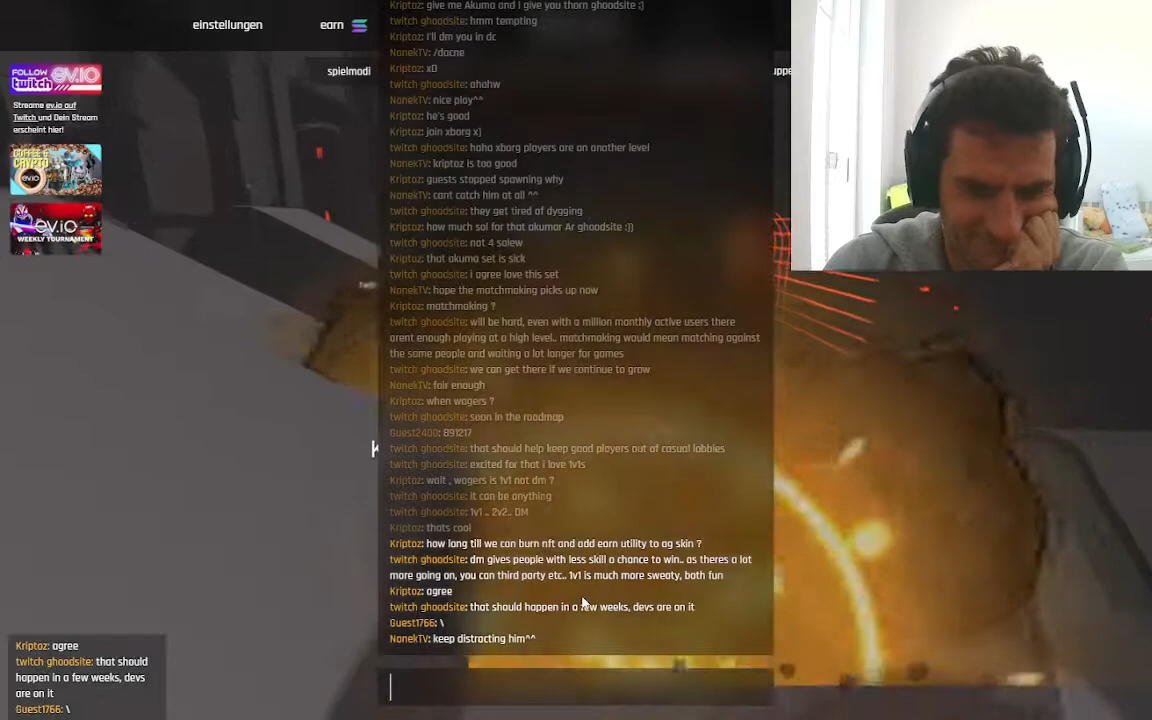 einstellungen
earn
spielmodi
FOLLOW
twitch
ev.io
Streame ev.io auf
Twitch und Dein Stream
erscheint hier!
COFFEE &
CRYPTO
ev.io
ev.io
WEEKLY TOURNAMENT
Kriptoz: give me Akuma and I give you thorn ghoodsite ;)
twitch ghoodsite: hmm tempting
Kriptoz: I'll dm you in dc
NanekTV: /dacne
Kriptoz: xD
twitch ghoodsite: ahahw
NanekTV: nice play^^
Kriptoz: he's good
Kriptoz: join xborg x)
twitch ghoodsite: haha xborg players are on another level
NanekTV: kriptoz is too good
Kriptoz: guests stopped spawning why
NanekTV: cant catch him at all ^^
twitch ghoodsite: they get tired of dygging
Kriptoz: how much sol for that akumar Ar ghoodsite :))
twitch ghoodsite: not 4 salew
Kriptoz: that akuma set is sick
twitch ghoodsite: i agree love this set
NanekTV: hope the matchmaking picks up now
Kriptoz: matchmaking ?
twitch ghoodsite: will be hard, even with a million monthly active users there
arent enough playing at a high level.. matchmaking would mean matching against
the same people and waiting a lot longer for games
twitch ghoodsite: we can get there if we continue to grow
NanekTV: fair enough
Kriptoz: when wagers ?
twitch ghoodsite: soon in the roadmap
Guest2400: 891217
twitch ghoodsite: that should help keep good players out of casual lobbies
twitch ghoodsite: excited for that i love 1v1s
Kriptoz: wait , wagers is 1v1 not dm ?
twitch ghoodsite: it can be anything
twitch ghoodsite: 1v1 .. 2v2.. DM
Kriptoz: thats cool
Kriptoz: how long till we can burn nft and add earn utility to og skin ?
twitch ghoodsite: dm gives people with less skill a chance to win.. as theres a lot
more going on, you can third party etc.. 1v1 is much more sweaty, both fun
Kriptoz: agree
twitch ghoodsite: that should happen in a few weeks, devs are on it
Guest1766: \
NanekTV: keep distracting him^^
Kriptoz: agree
twitch ghoodsite: that should
happen in a few weeks, devs
are on it
Guest1766: \